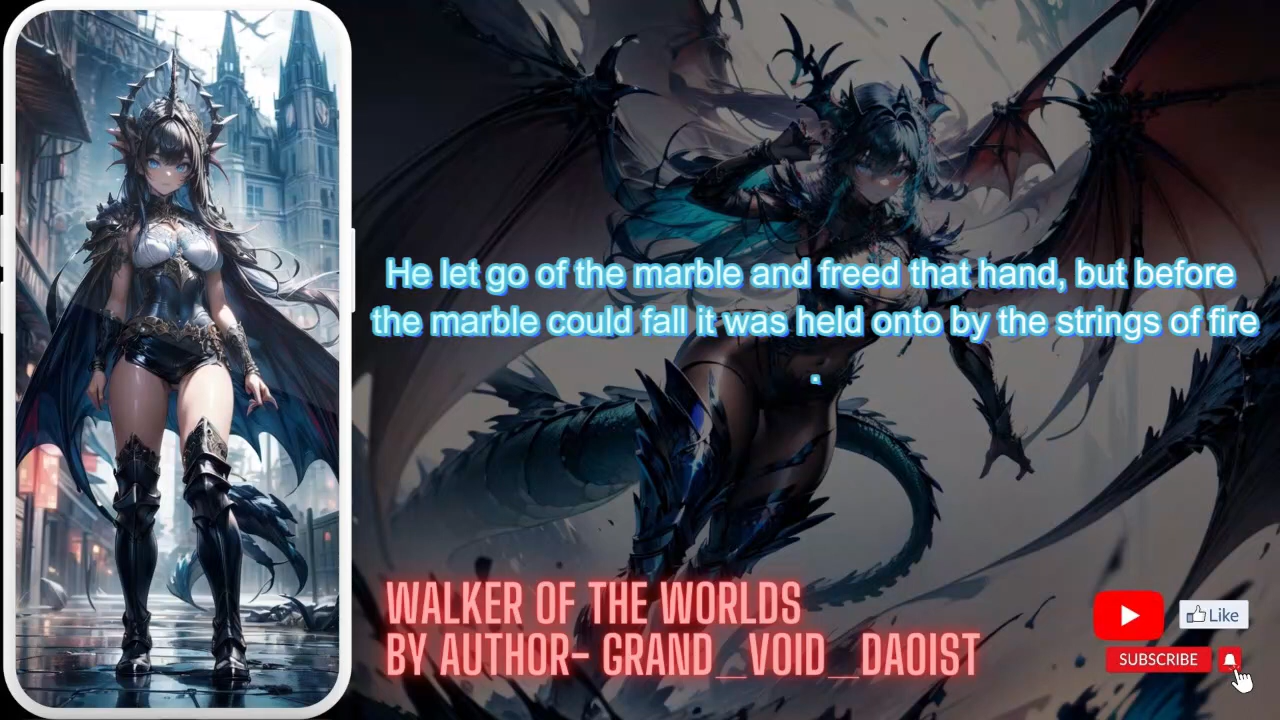 He let go of the marble and freed that hand, but before
the marble could fall it was held onto by the strings of fire
.
WALKER OF THE WORLDS
BY AUTHOR- GRAND_VOID_DAOIST
Like
SUBSCRIBE